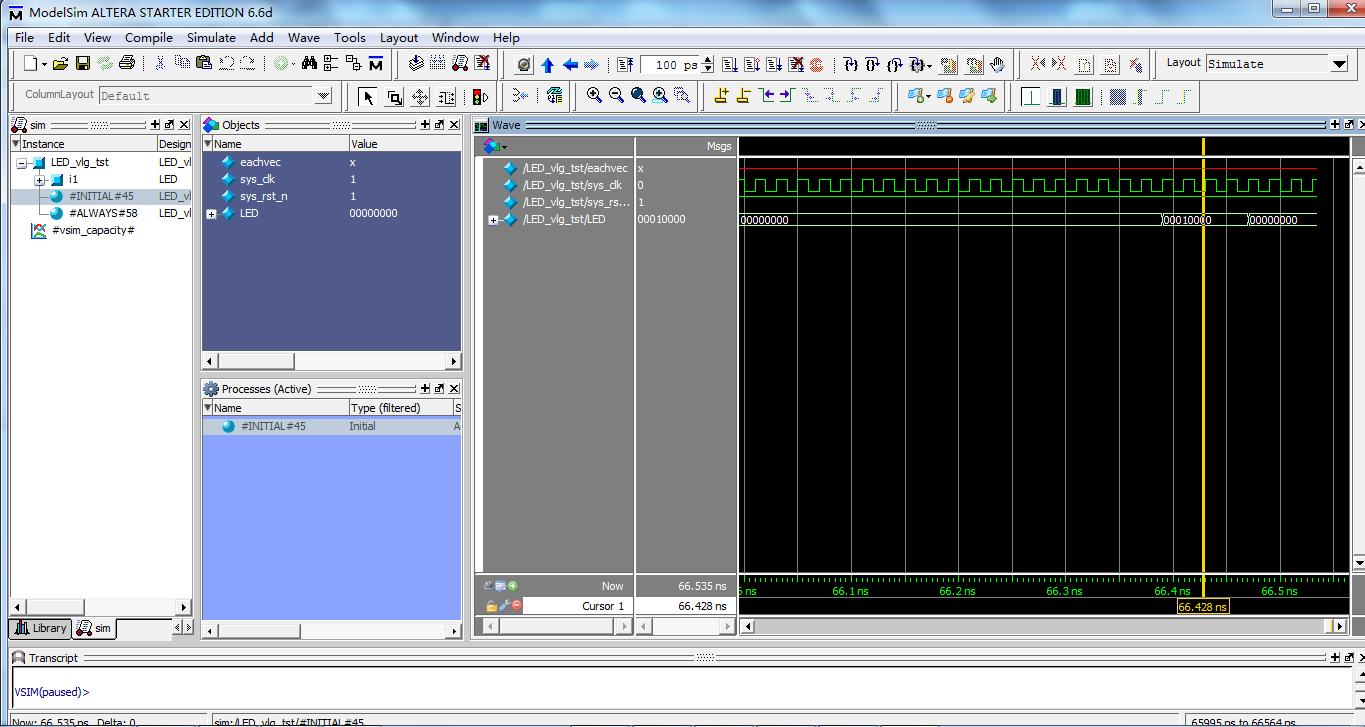 ModelSim ALTERA STARTER EDITION 6.6d
File Edit View Compile Simulate Add Wave Tools Layout Window Help
100 ps
Layout Simulate
ColumnLayout Default
sim
Instance Design
LED_vlg_tst LED_vl
i1 LED
#INITIAL#45 LED_vl
#ALWAYS#58 LED_vl
#vsim_capacity#
Library sim
Objects
Name Value
eachvec x
sys_clk 1
sys_rst_n 1
LED 00000000
Processes (Active)
Name Type (filtered) S
#INITIAL#45 Initial A
Wave
Msgs
/LED_vlg_tst/eachvec x
/LED_vlg_tst/sys_clk 0
/LED_vlg_tst/sys_rs... 1
/LED_vlg_tst/LED 00010000 00000000 00010000 00000000
Now 66.535 ns ns 66.1 ns 66.2 ns 66.3 ns 66.4 ns 66.5 ns
Cursor 1 66.428 ns 66.428 ns
Transcript
VSIM(paused)>
Now: 66.535 ns Delta: 0 sim:/LED_vlg_tst/#INITIAL#45 65995 ps to 66564 ps